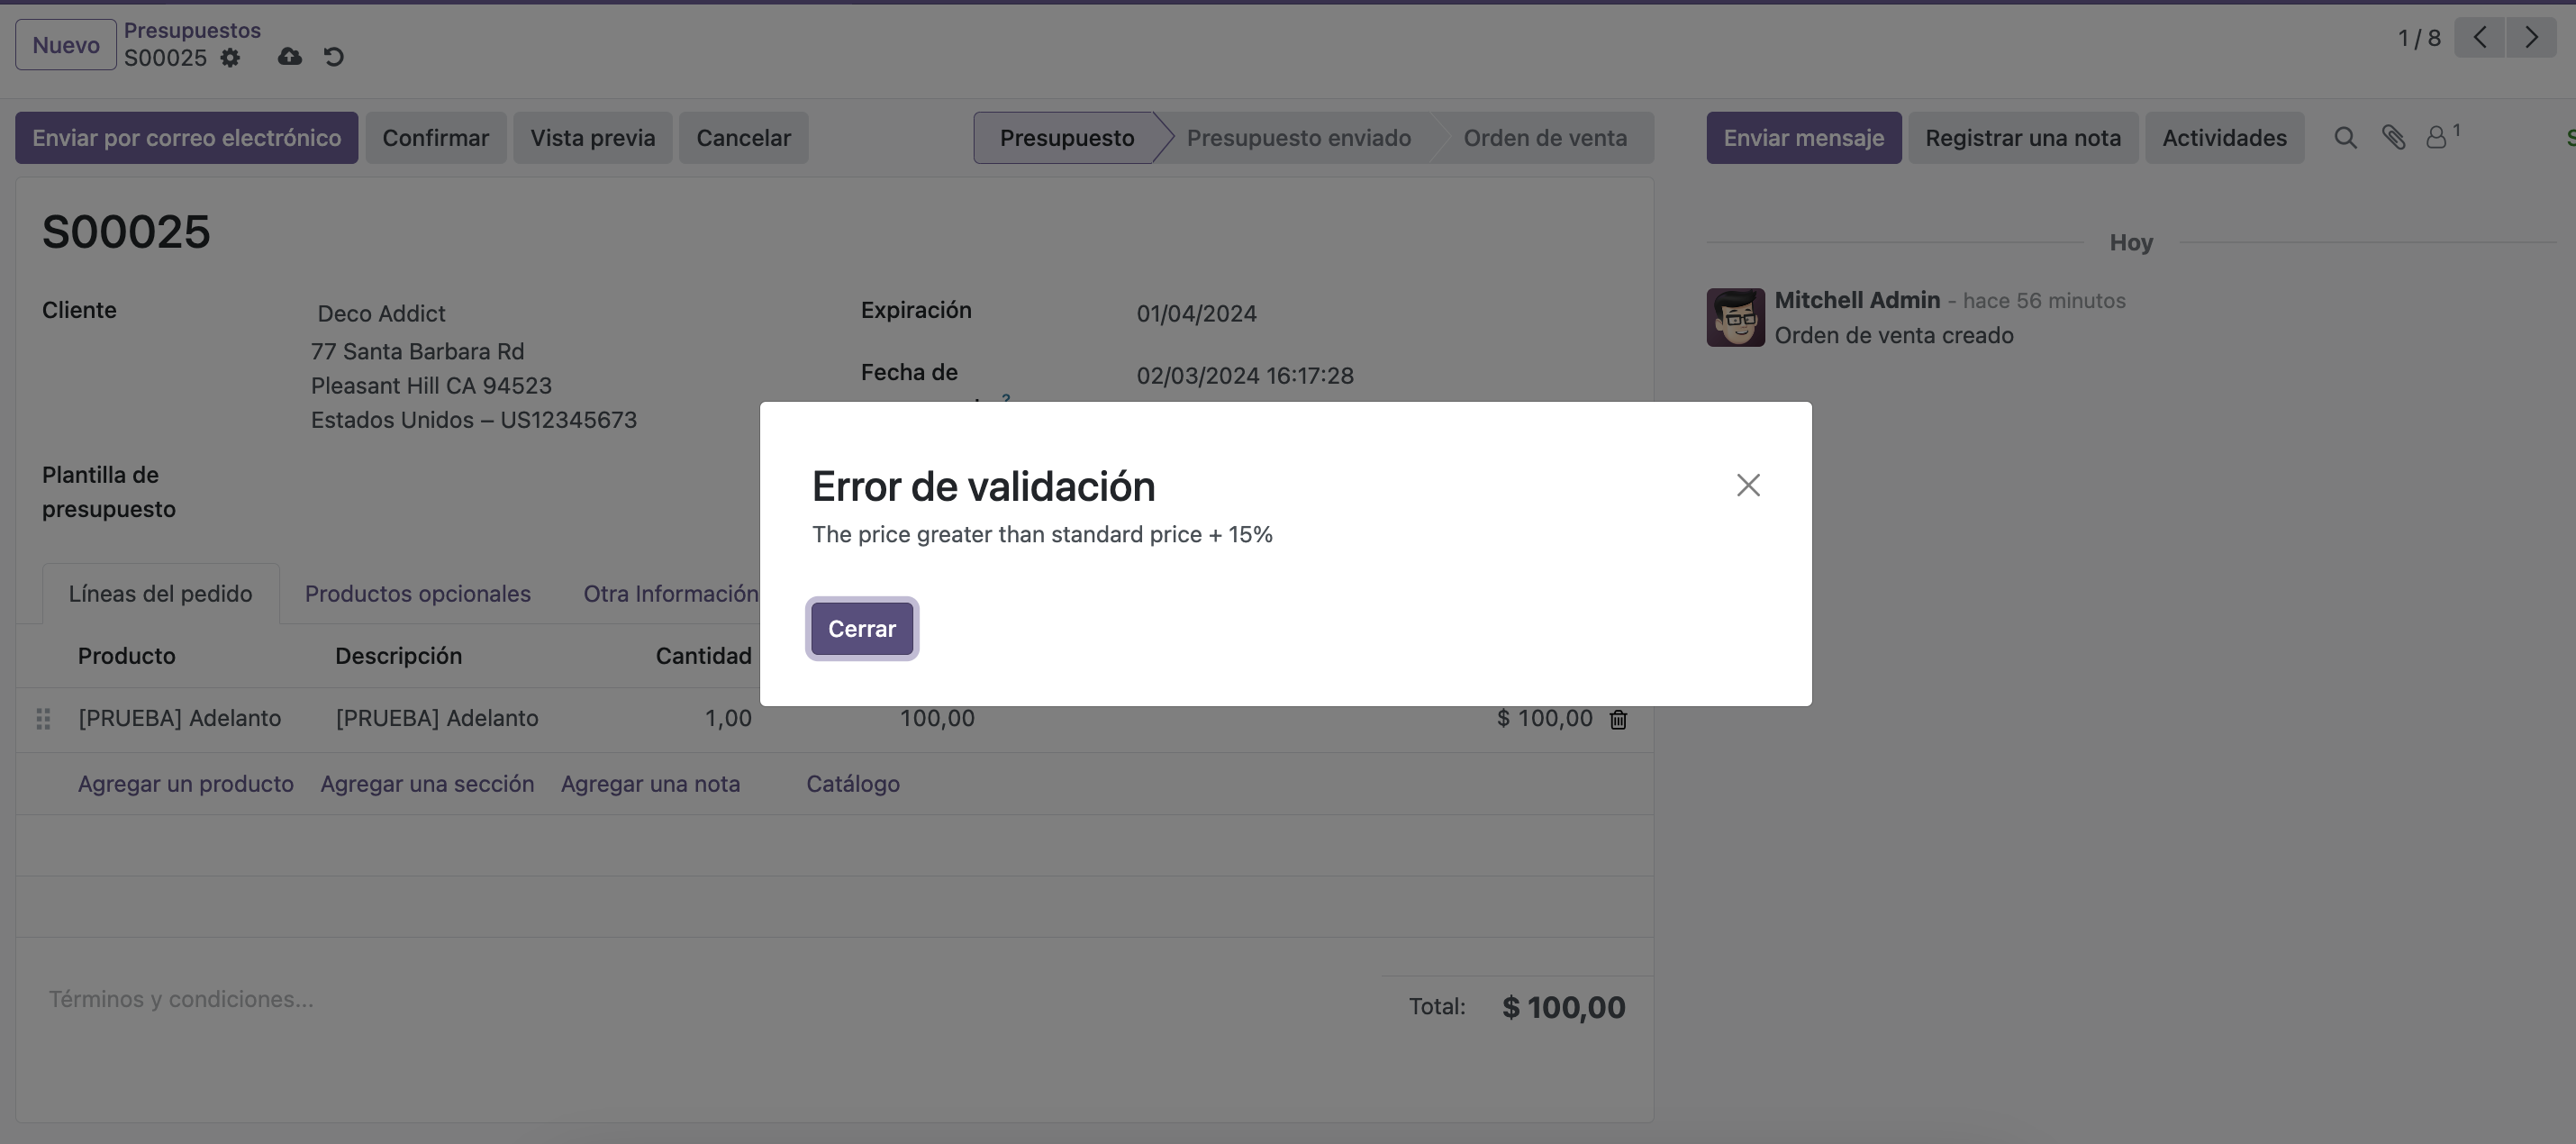 Nuevo
Presupuestos
S00025
1 / 8
Enviar por correo electrónico
Confirmar
Vista previa
Cancelar
Presupuesto
Presupuesto enviado
Orden de venta
Enviar mensaje
Registrar una nota
Actividades
1
S00025
Cliente
Deco Addict
77 Santa Barbara Rd
Pleasant Hill CA 94523
Estados Unidos – US12345673
Expiración
01/04/2024
Fecha de
02/03/2024 16:17:28
?
Plantilla de
presupuesto
Hoy
Mitchell Admin - hace 56 minutos
Orden de venta creado
Error de validación
The price greater than standard price + 15%
Cerrar
Líneas del pedido
Productos opcionales
Otra Información
Producto
Descripción
Cantidad
[PRUEBA] Adelanto
[PRUEBA] Adelanto
1,00
100,00
$ 100,00
Agregar un producto
Agregar una sección
Agregar una nota
Catálogo
Términos y condiciones...
Total:
$ 100,00